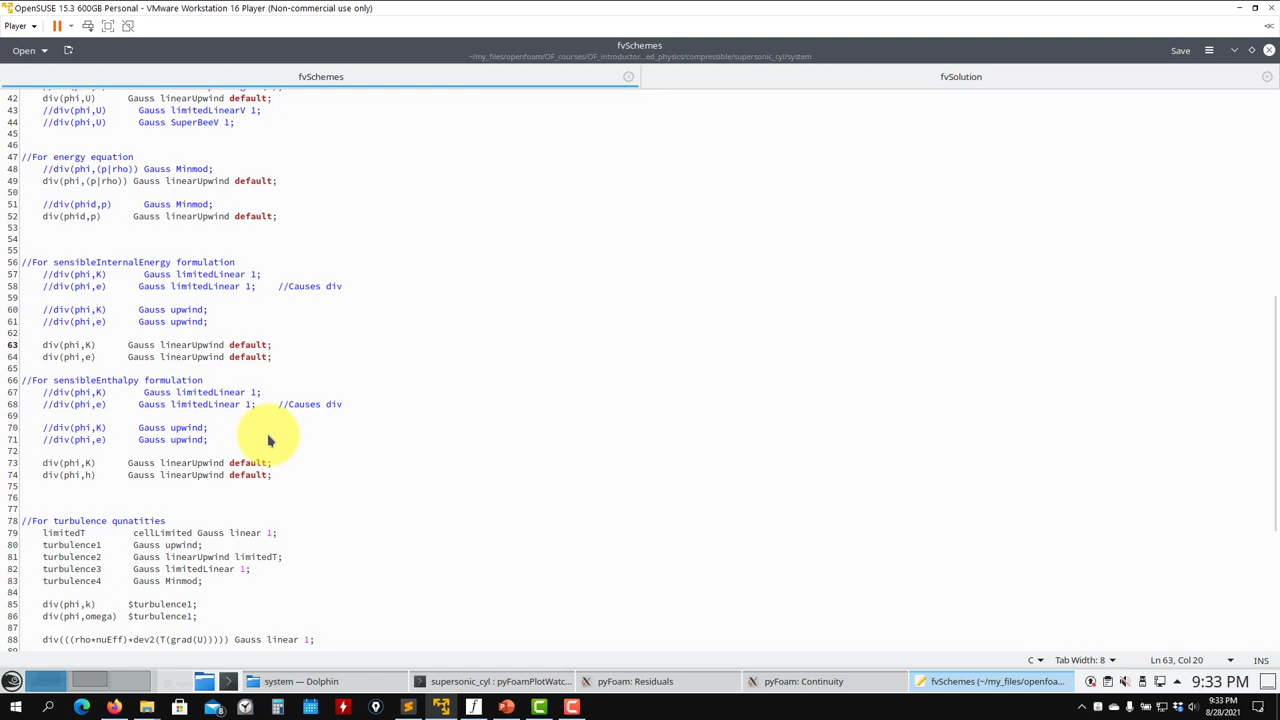 OpenSUSE 15.3 600GB Personal - VMware Workstation 16 Player (Non-commercial use only)
Player
Open
fvSchemes
~/my_files/openfoam/OF_courses/OF_introductor...ed_physics/compressible/supersonic_cyl/system
Save
fvSchemes
fvSolution
42 div(phi,U) Gauss linearUpwind default;
43 //div(phi,U) Gauss limitedLinearV 1;
44 //div(phi,U) Gauss SuperBeeV 1;
45
46
47 //For energy equation
48 //div(phi,(p|rho)) Gauss Minmod;
49 div(phi,(p|rho)) Gauss linearUpwind default;
50
51 //div(phid,p) Gauss Minmod;
52 div(phid,p) Gauss linearUpwind default;
53
54
55
56 //For sensibleInternalEnergy formulation
57 //div(phi,K) Gauss limitedLinear 1;
58 //div(phi,e) Gauss limitedLinear 1; //Causes div
59
60 //div(phi,K) Gauss upwind;
61 //div(phi,e) Gauss upwind;
62
63 div(phi,K) Gauss linearUpwind default;
64 div(phi,e) Gauss linearUpwind default;
65
66 //For sensibleEnthalpy formulation
67 //div(phi,K) Gauss limitedLinear 1;
68 //div(phi,e) Gauss limitedLinear 1; //Causes div
69
70 //div(phi,K) Gauss upwind;
71 //div(phi,e) Gauss upwind;
72
73 div(phi,K) Gauss linearUpwind default;
74 div(phi,h) Gauss linearUpwind default;
75
76
77
78 //For turbulence qunatities
79 limitedT cellLimited Gauss linear 1;
80 turbulence1 Gauss upwind;
81 turbulence2 Gauss linearUpwind limitedT;
82 turbulence3 Gauss limitedLinear 1;
83 turbulence4 Gauss Minmod;
84
85 div(phi,k) $turbulence1;
86 div(phi,omega) $turbulence1;
87
88 div(((rho*nuEff)*dev2(T(grad(U))))) Gauss linear 1;
C Tab Width: 8 Ln 63, Col 20 INS
system — Dolphin
supersonic_cyl : pyFoamPlotWatc...
pyFoam: Residuals
pyFoam: Continuity
fvSchemes (~/my_files/openfoa...
9:33 PM
9:33 PM
8/28/2021